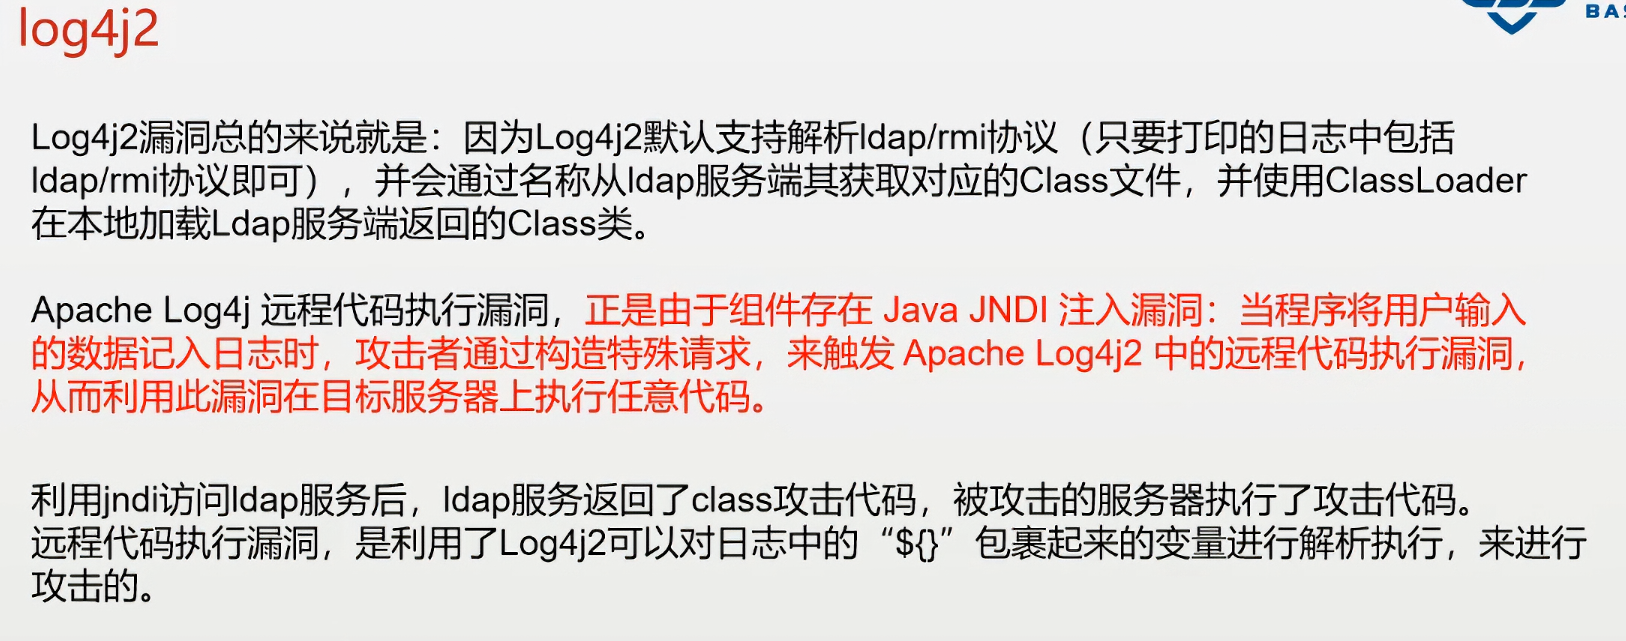 log4j2
BAS
Log4j2漏洞总的来说就是：因为Log4j2默认支持解析ldap/rmi协议（只要打印的日志中包括
ldap/rmi协议即可），并会通过名称从ldap服务端其获取对应的Class文件，并使用ClassLoader
在本地加载Ldap服务端返回的Class类。
Apache Log4j 远程代码执行漏洞，正是由于组件存在 Java JNDI 注入漏洞：当程序将用户输入
的数据记入日志时，攻击者通过构造特殊请求，来触发 Apache Log4j2 中的远程代码执行漏洞，
从而利用此漏洞在目标服务器上执行任意代码。
利用jndi访问ldap服务后，ldap服务返回了class攻击代码，被攻击的服务器执行了攻击代码。
远程代码执行漏洞，是利用了Log4j2可以对日志中的“${}”包裹起来的变量进行解析执行，来进行
攻击的。